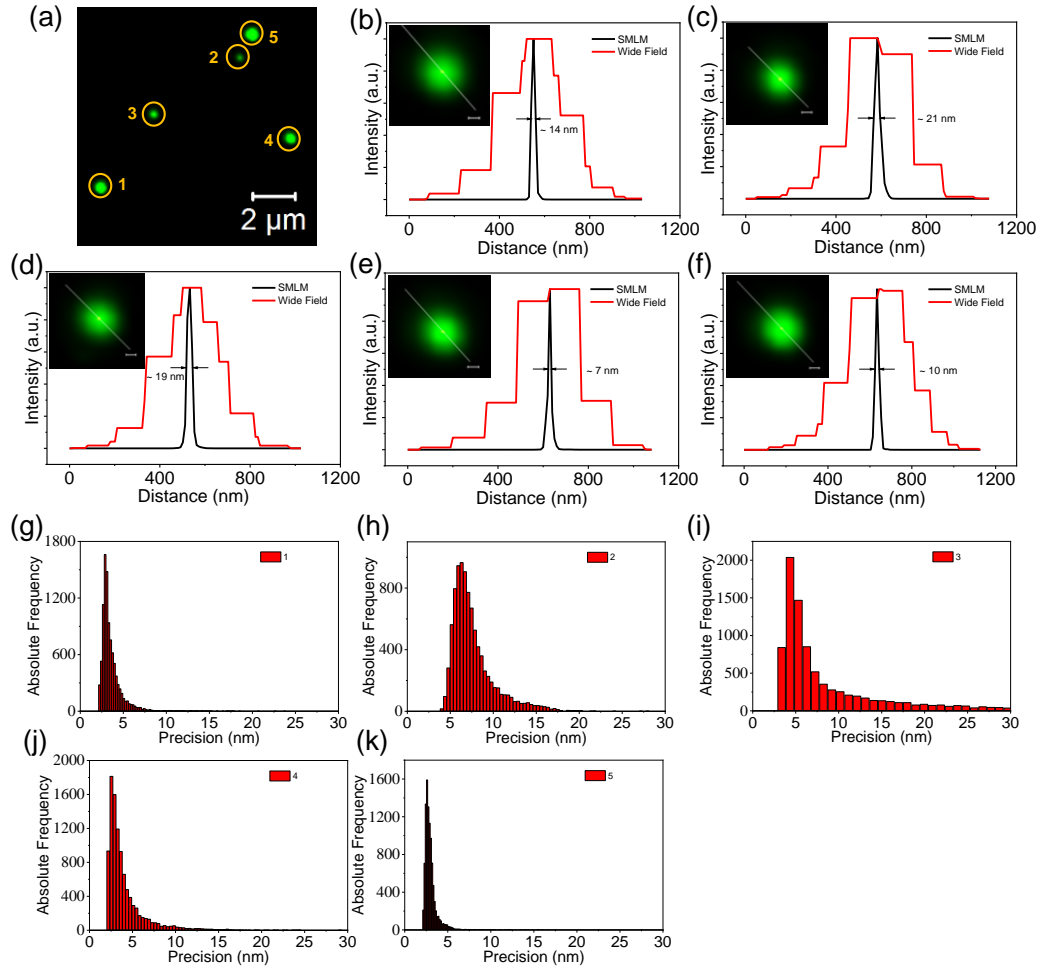 (a)
5
2
3
4
1
2 µm
(b)
Intensity (a.u.)
SMLM
Wide Field
~ 14 nm
0 400 800 1200
Distance (nm)
(c)
Intensity (a.u.)
SMLM
Wide Field
~ 21 nm
0 400 800 1200
Distance (nm)
(d)
Intensity (a.u.)
SMLM
Wide Field
~ 19 nm
0 400 800 1200
Distance (nm)
(e)
Intensity (a.u.)
SMLM
Wide Field
~ 7 nm
0 400 800 1200
Distance (nm)
(f)
Intensity (a.u.)
SMLM
Wide Field
~ 10 nm
0 400 800 1200
Distance (nm)
(g)
Absolute Frequency
1800
1200
600
0
1
0 5 10 15 20 25 30
Precision (nm)
(h)
Absolute Frequency
900
600
300
0
2
0 5 10 15 20 25 30
Precision (nm)
(i)
Absolute Frequency
2000
1500
1000
500
0
3
0 5 10 15 20 25 30
Precision (nm)
(j)
Absolute Frequency
2000
1600
1200
800
400
0
4
0 5 10 15 20 25 30
Precision (nm)
(k)
Absolute Frequency
1600
1200
800
400
0
5
0 5 10 15 20 25 30
Precision (nm)